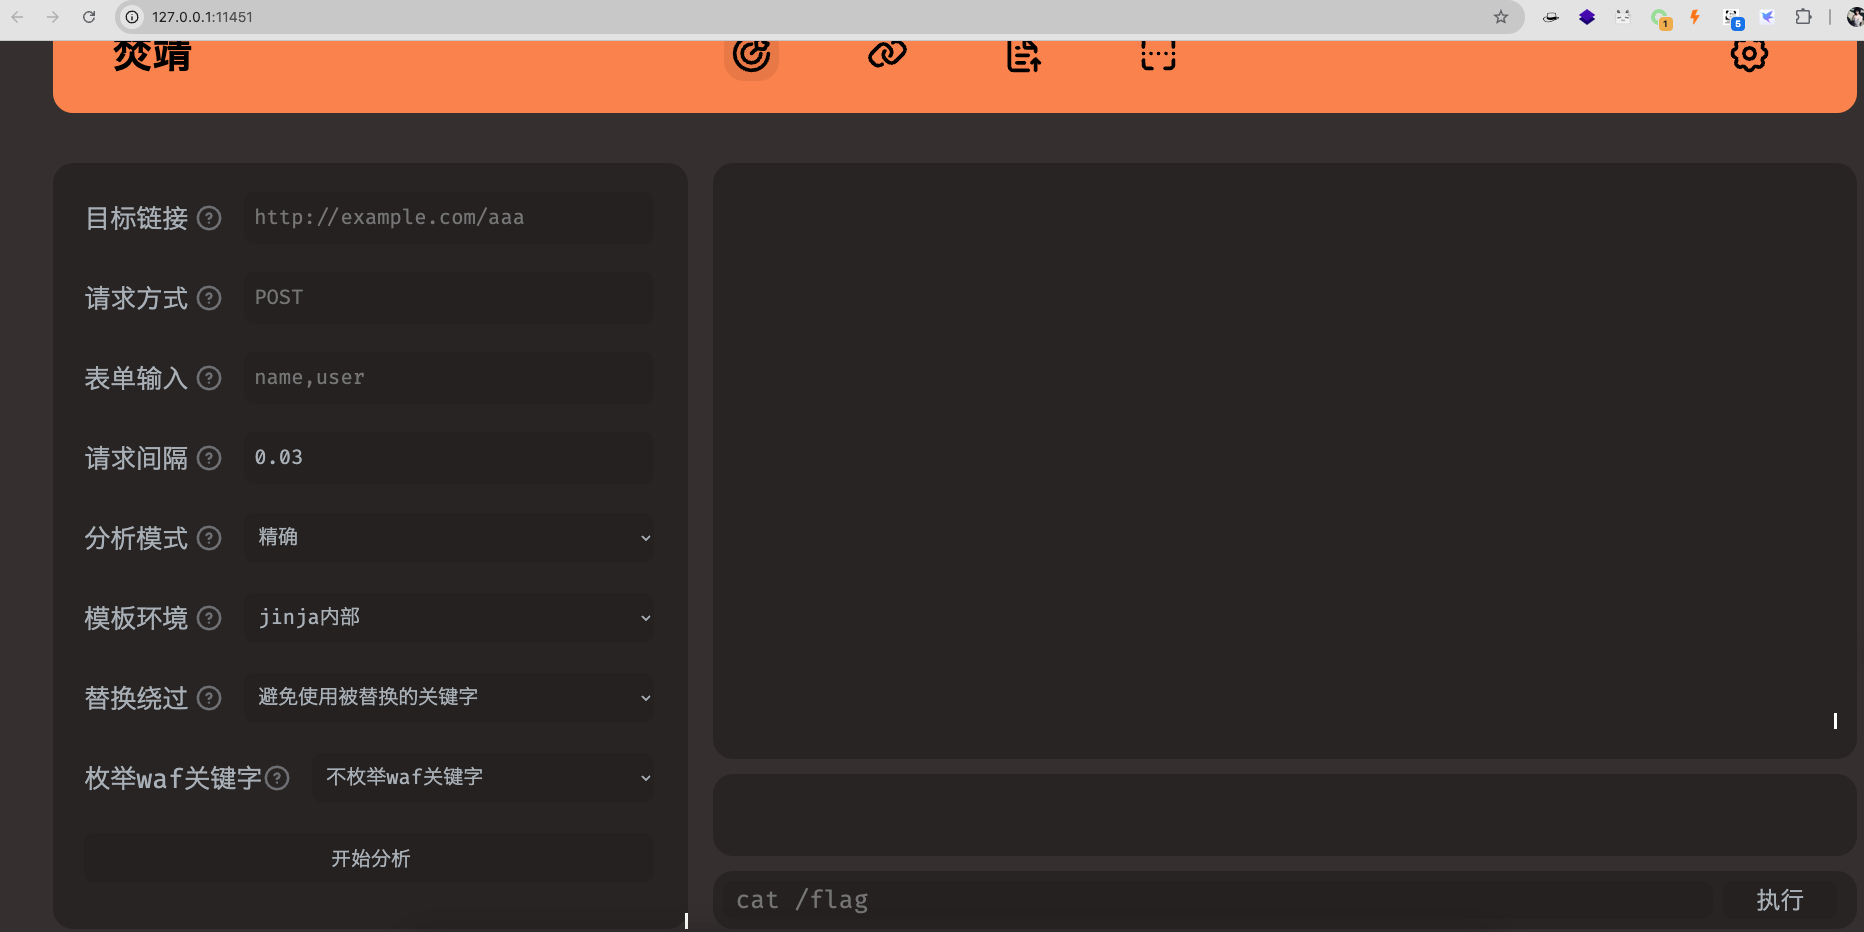 127.0.0.1:11451
1
5
焚靖
目标链接 ? http://example.com/aaa
请求方式 ? POST
表单输入 ? name,user
请求间隔 ? 0.03
分析模式 ? 精确
模板环境 ? jinja内部
替换绕过 ? 避免使用被替换的关键字
枚举waf关键字 ? 不枚举waf关键字
开始分析
cat /flag
执行